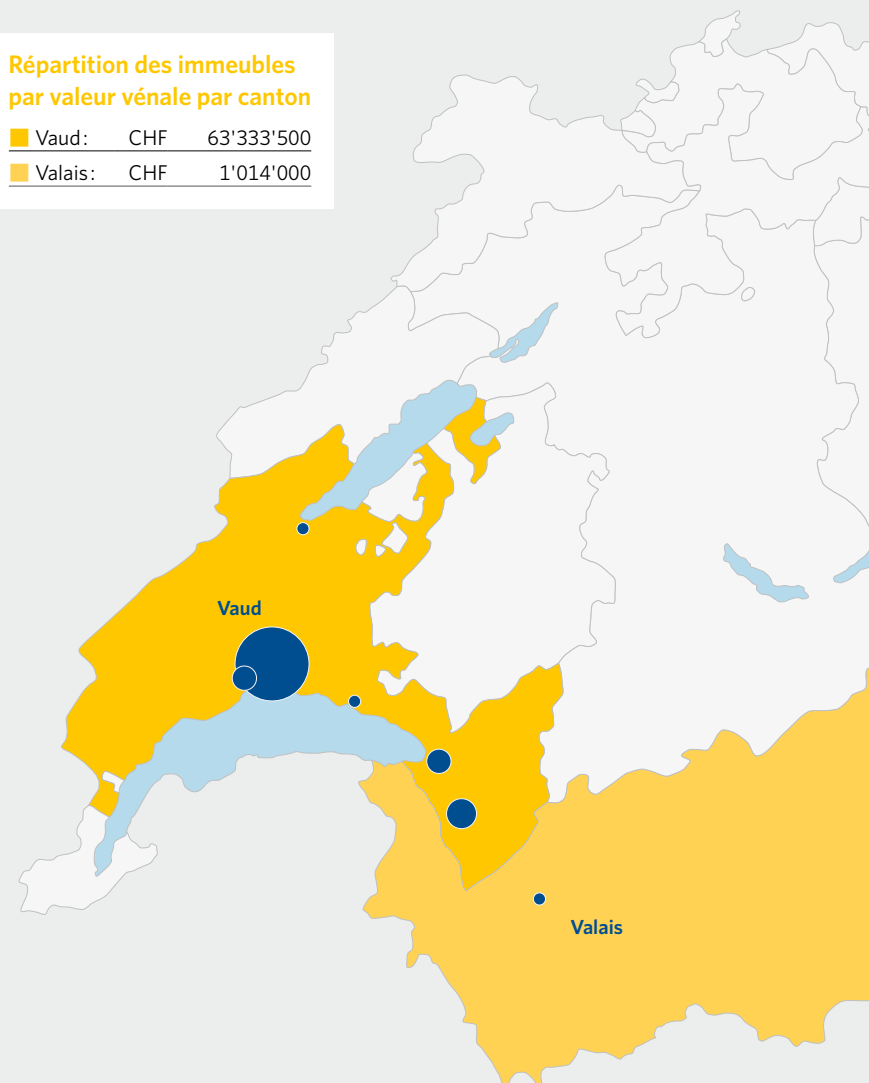 Répartition des immeubles
par valeur vénale par canton
Vaud: CHF 63'333'500
Valais: CHF 1'014'000
Vaud
Valais